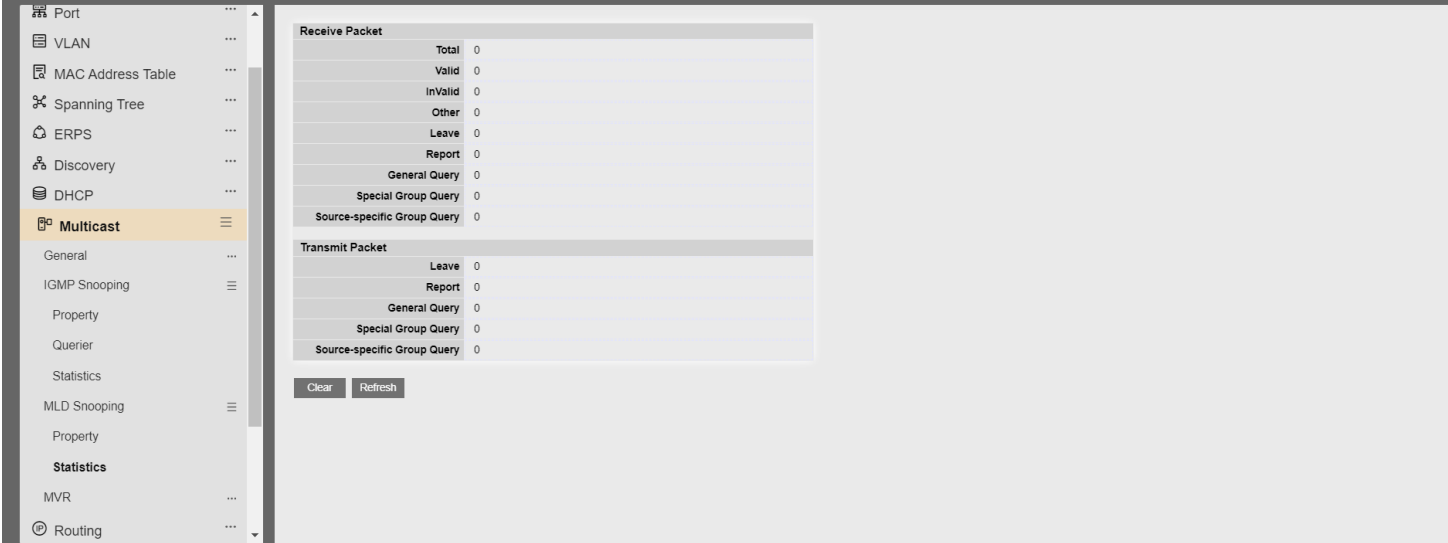 Port
VLAN
MAC Address Table
Spanning Tree
ERPS
Discovery
DHCP
Multicast
General
IGMP Snooping
Property
Querier
Statistics
MLD Snooping
Property
Statistics
MVR
IP Routing
Receive Packet
Total 0
Valid 0
InValid 0
Other 0
Leave 0
Report 0
General Query 0
Special Group Query 0
Source-specific Group Query 0
Transmit Packet
Leave 0
Report 0
General Query 0
Special Group Query 0
Source-specific Group Query 0
Clear Refresh